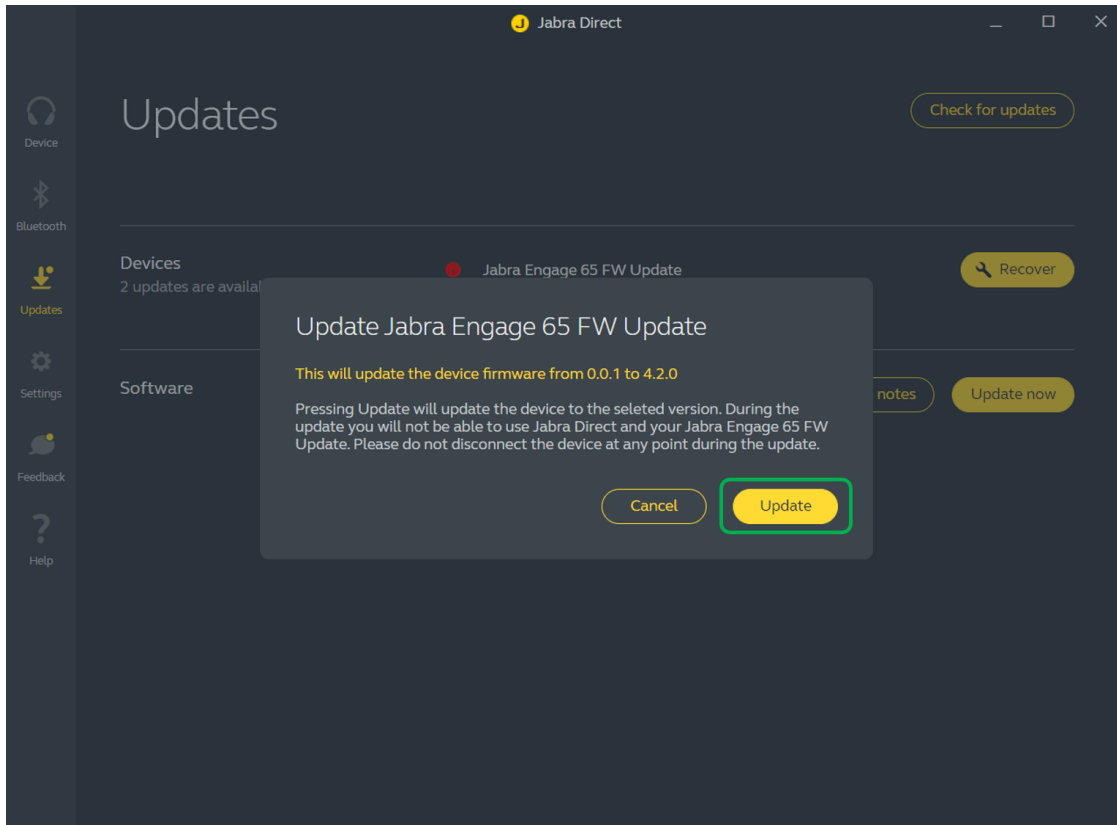 Jabra Direct
Updates
Check for updates
Device
Bluetooth
Updates
Settings
Feedback
Help
Devices
2 updates are availa
Jabra Engage 65 FW Update
Recover
Software
notes
Update now
Update Jabra Engage 65 FW Update
This will update the device firmware from 0.0.1 to 4.2.0
Pressing Update will update the device to the seleted version. During the
update you will not be able to use Jabra Direct and your Jabra Engage 65 FW
Update. Please do not disconnect the device at any point during the update.
Cancel
Update